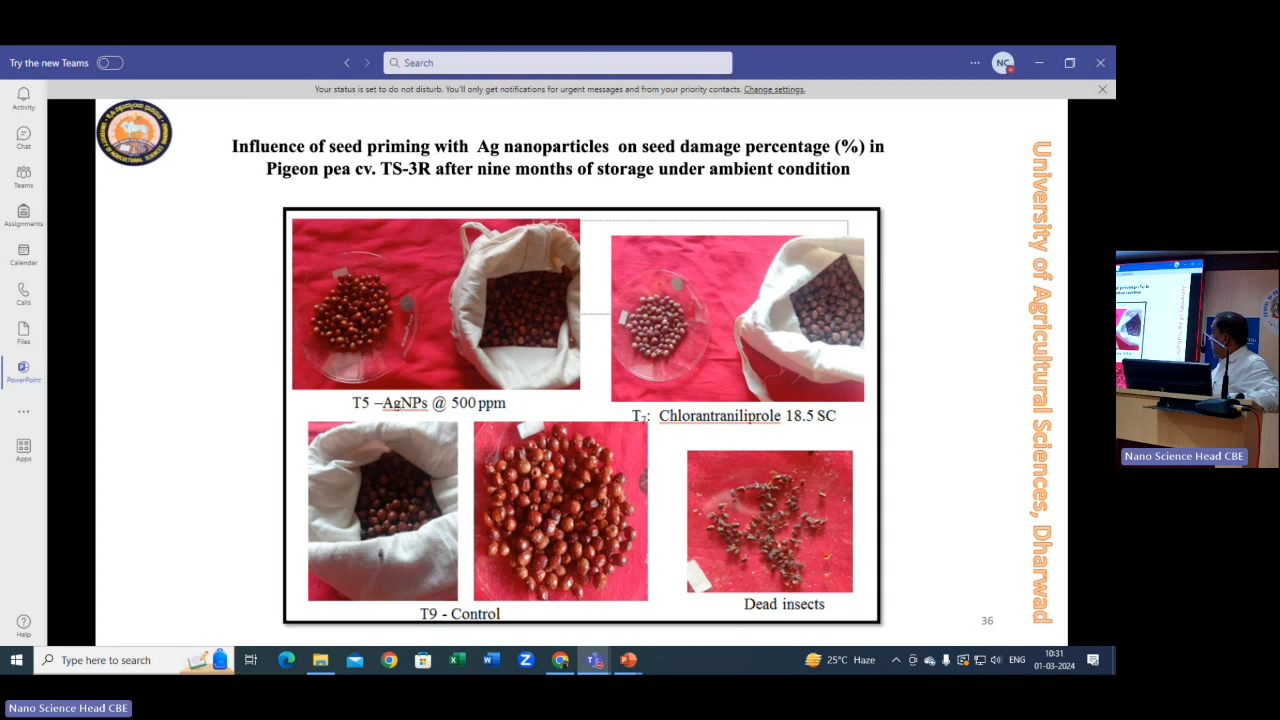 Try the new Teams
Search
NC
Your status is set to do not disturb. You'll only get notifications for urgent messages and from your priority contacts. Change settings.
Activity
Chat
Teams
Assignments
Calendar
Calls
Files
PowerPoint
Apps
Help
Influence of seed priming with Ag nanoparticles on seed damage percentage (%) in
Pigeon pea cv. TS-3R after nine months of storage under ambient condition
T5 –AgNPs @ 500 ppm
T7: Chlorantraniliprole 18.5 SC
T9 - Control
Dead insects
36
University of Agricultural Sciences, Dharwad
Nano Science Head CBE
Type here to search
25°C Haze
ENG
10:31
01-03-2024
Nano Science Head CBE